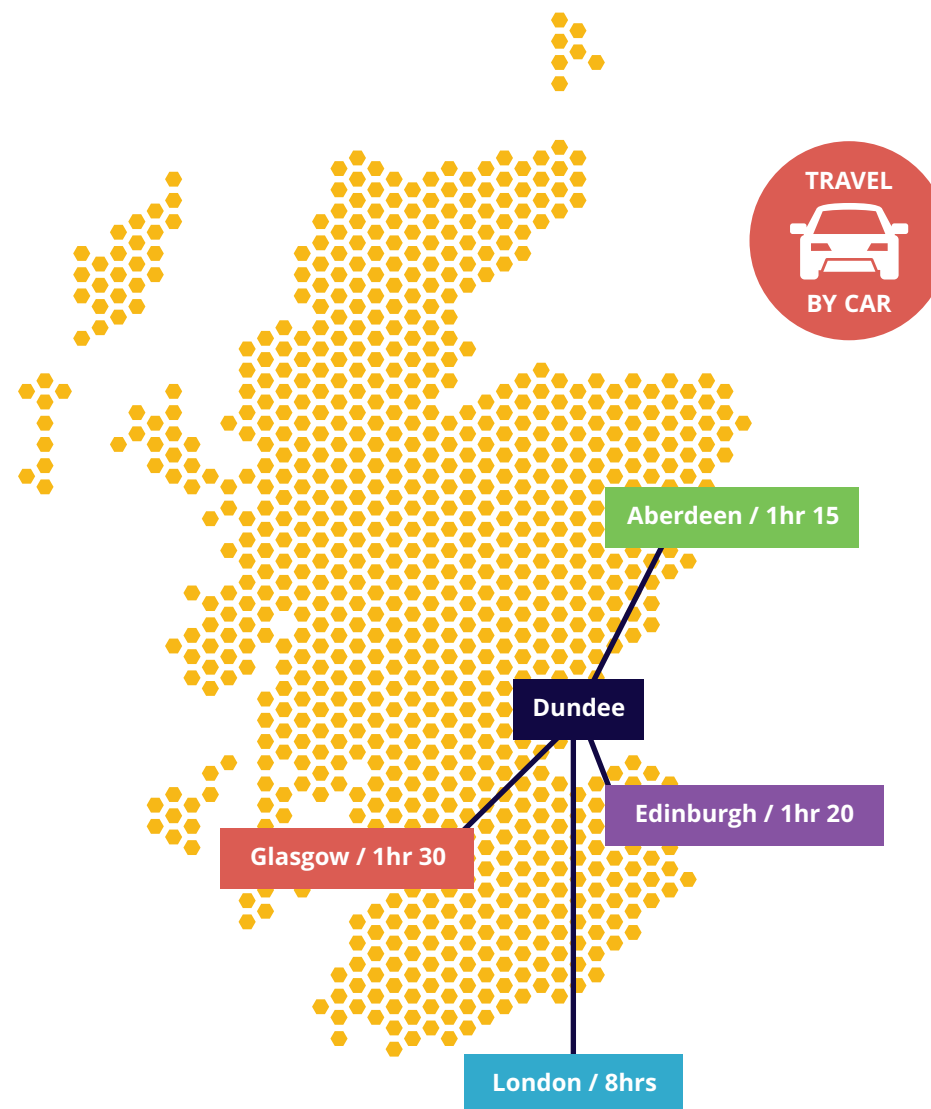 TRAVEL
BY CAR
Aberdeen / 1hr 15
Dundee
Edinburgh / 1hr 20
Glasgow / 1hr 30
London / 8hrs